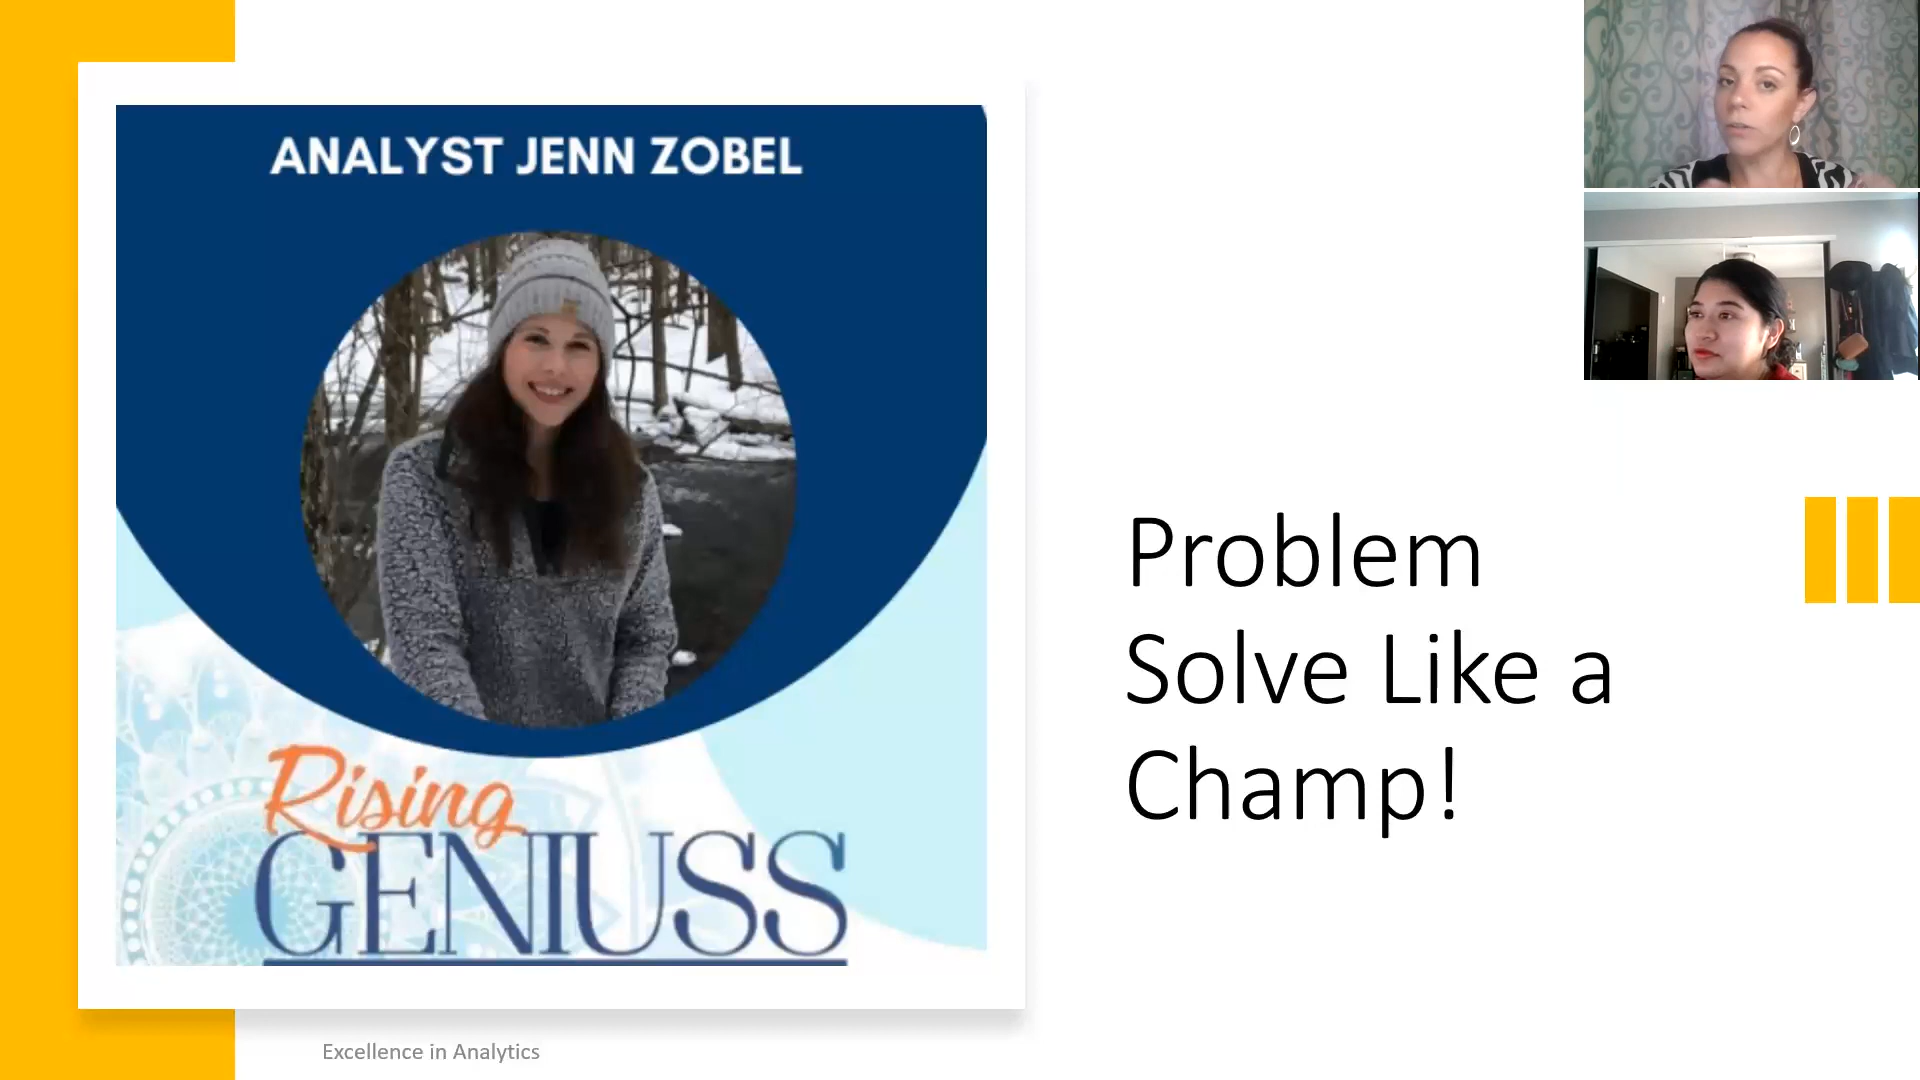 ANALYST JENN ZOBEL
Rising
GENIUSS
Problem
Solve Like a
Champ!
Excellence in Analytics